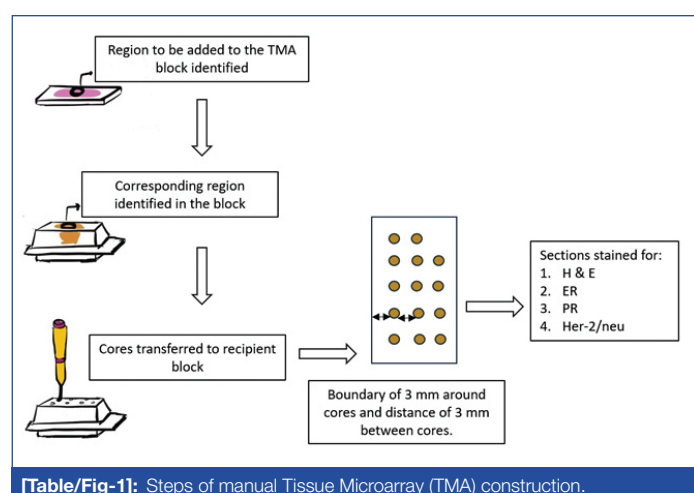 Region to be added to the TMA
block identified
Corresponding region
identified in the block
Cores transferred to recipient
block
Boundary of 3 mm around
cores and distance of 3 mm
between cores.
Sections stained for:
1. H & E
2. ER
3. PR
4. Her-2/neu
[Table/Fig-1]: Steps of manual Tissue Microarray (TMA) construction.